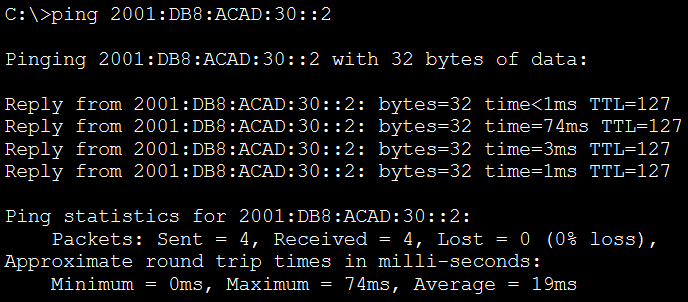 C:\>ping 2001:DB8:ACAD:30::2
Pinging 2001:DB8:ACAD:30::2 with 32 bytes of data:
Reply from 2001:DB8:ACAD:30::2: bytes=32 time<1ms TTL=127
Reply from 2001:DB8:ACAD:30::2: bytes=32 time=74ms TTL=127
Reply from 2001:DB8:ACAD:30::2: bytes=32 time=3ms TTL=127
Reply from 2001:DB8:ACAD:30::2: bytes=32 time=1ms TTL=127
Ping statistics for 2001:DB8:ACAD:30::2:
    Packets: Sent = 4, Received = 4, Lost = 0 (0% loss),
Approximate round trip times in milli-seconds:
    Minimum = 0ms, Maximum = 74ms, Average = 19ms